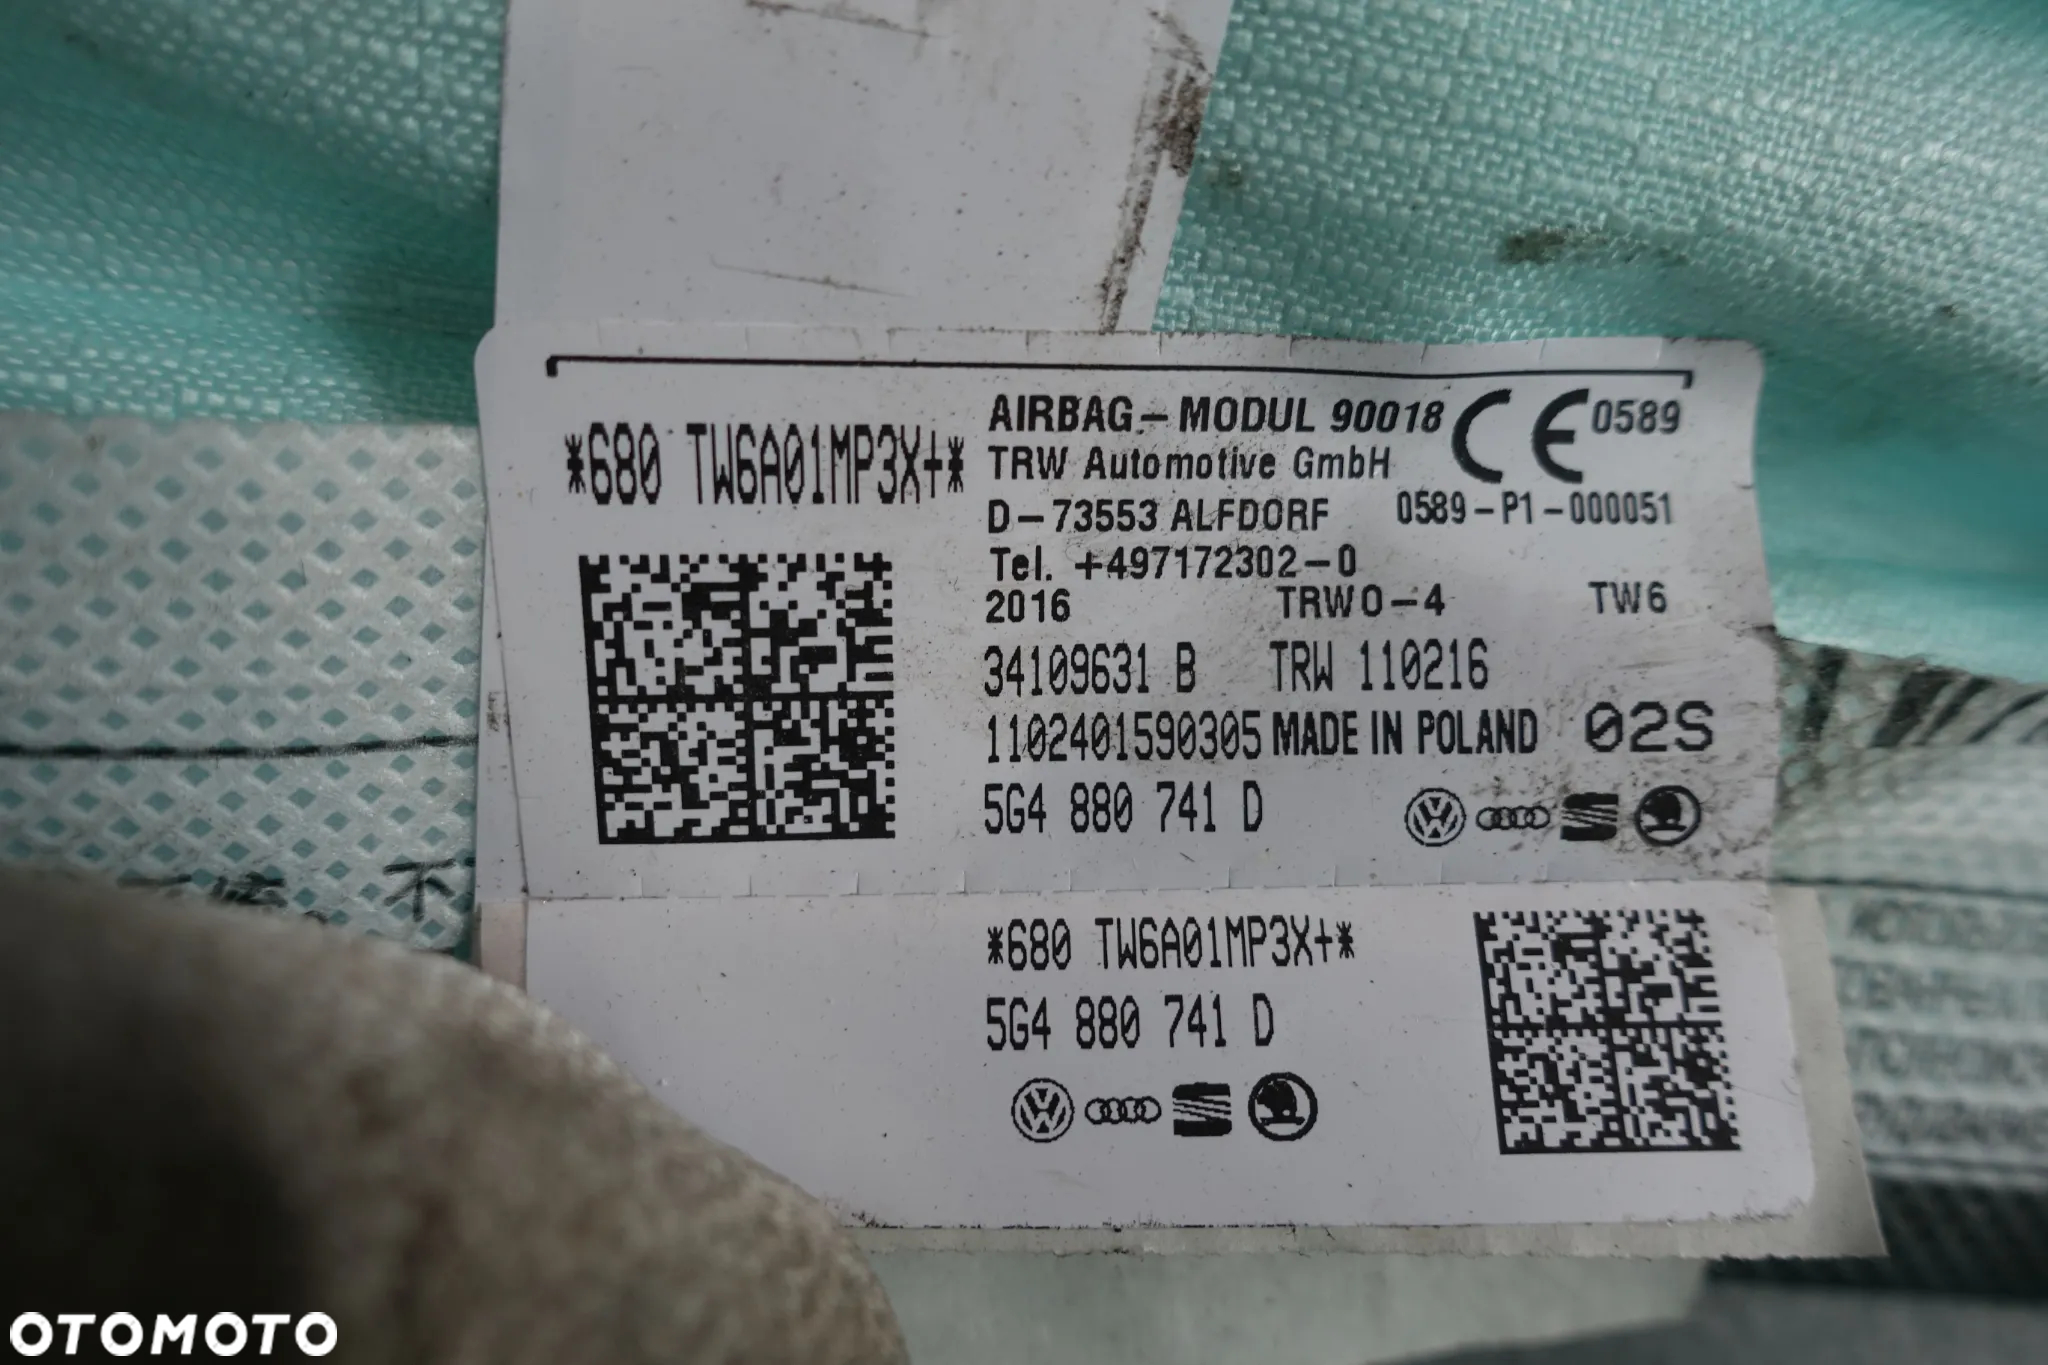 *680 TW6A01MP3X+*
AIRBAG-MODUL 90018 CE 0589
TRW Automotive GmbH
D-73553 ALFDORF 0589-P1-000051
Tel. +497172302-0
2016 TRWO-4 TW6
34109631 B TRW 110216
1102401590305 MADE IN POLAND 02S
5G4 880 741 D
*680 TW6A01MP3X+*
5G4 880 741 D
不
OTOMOTO